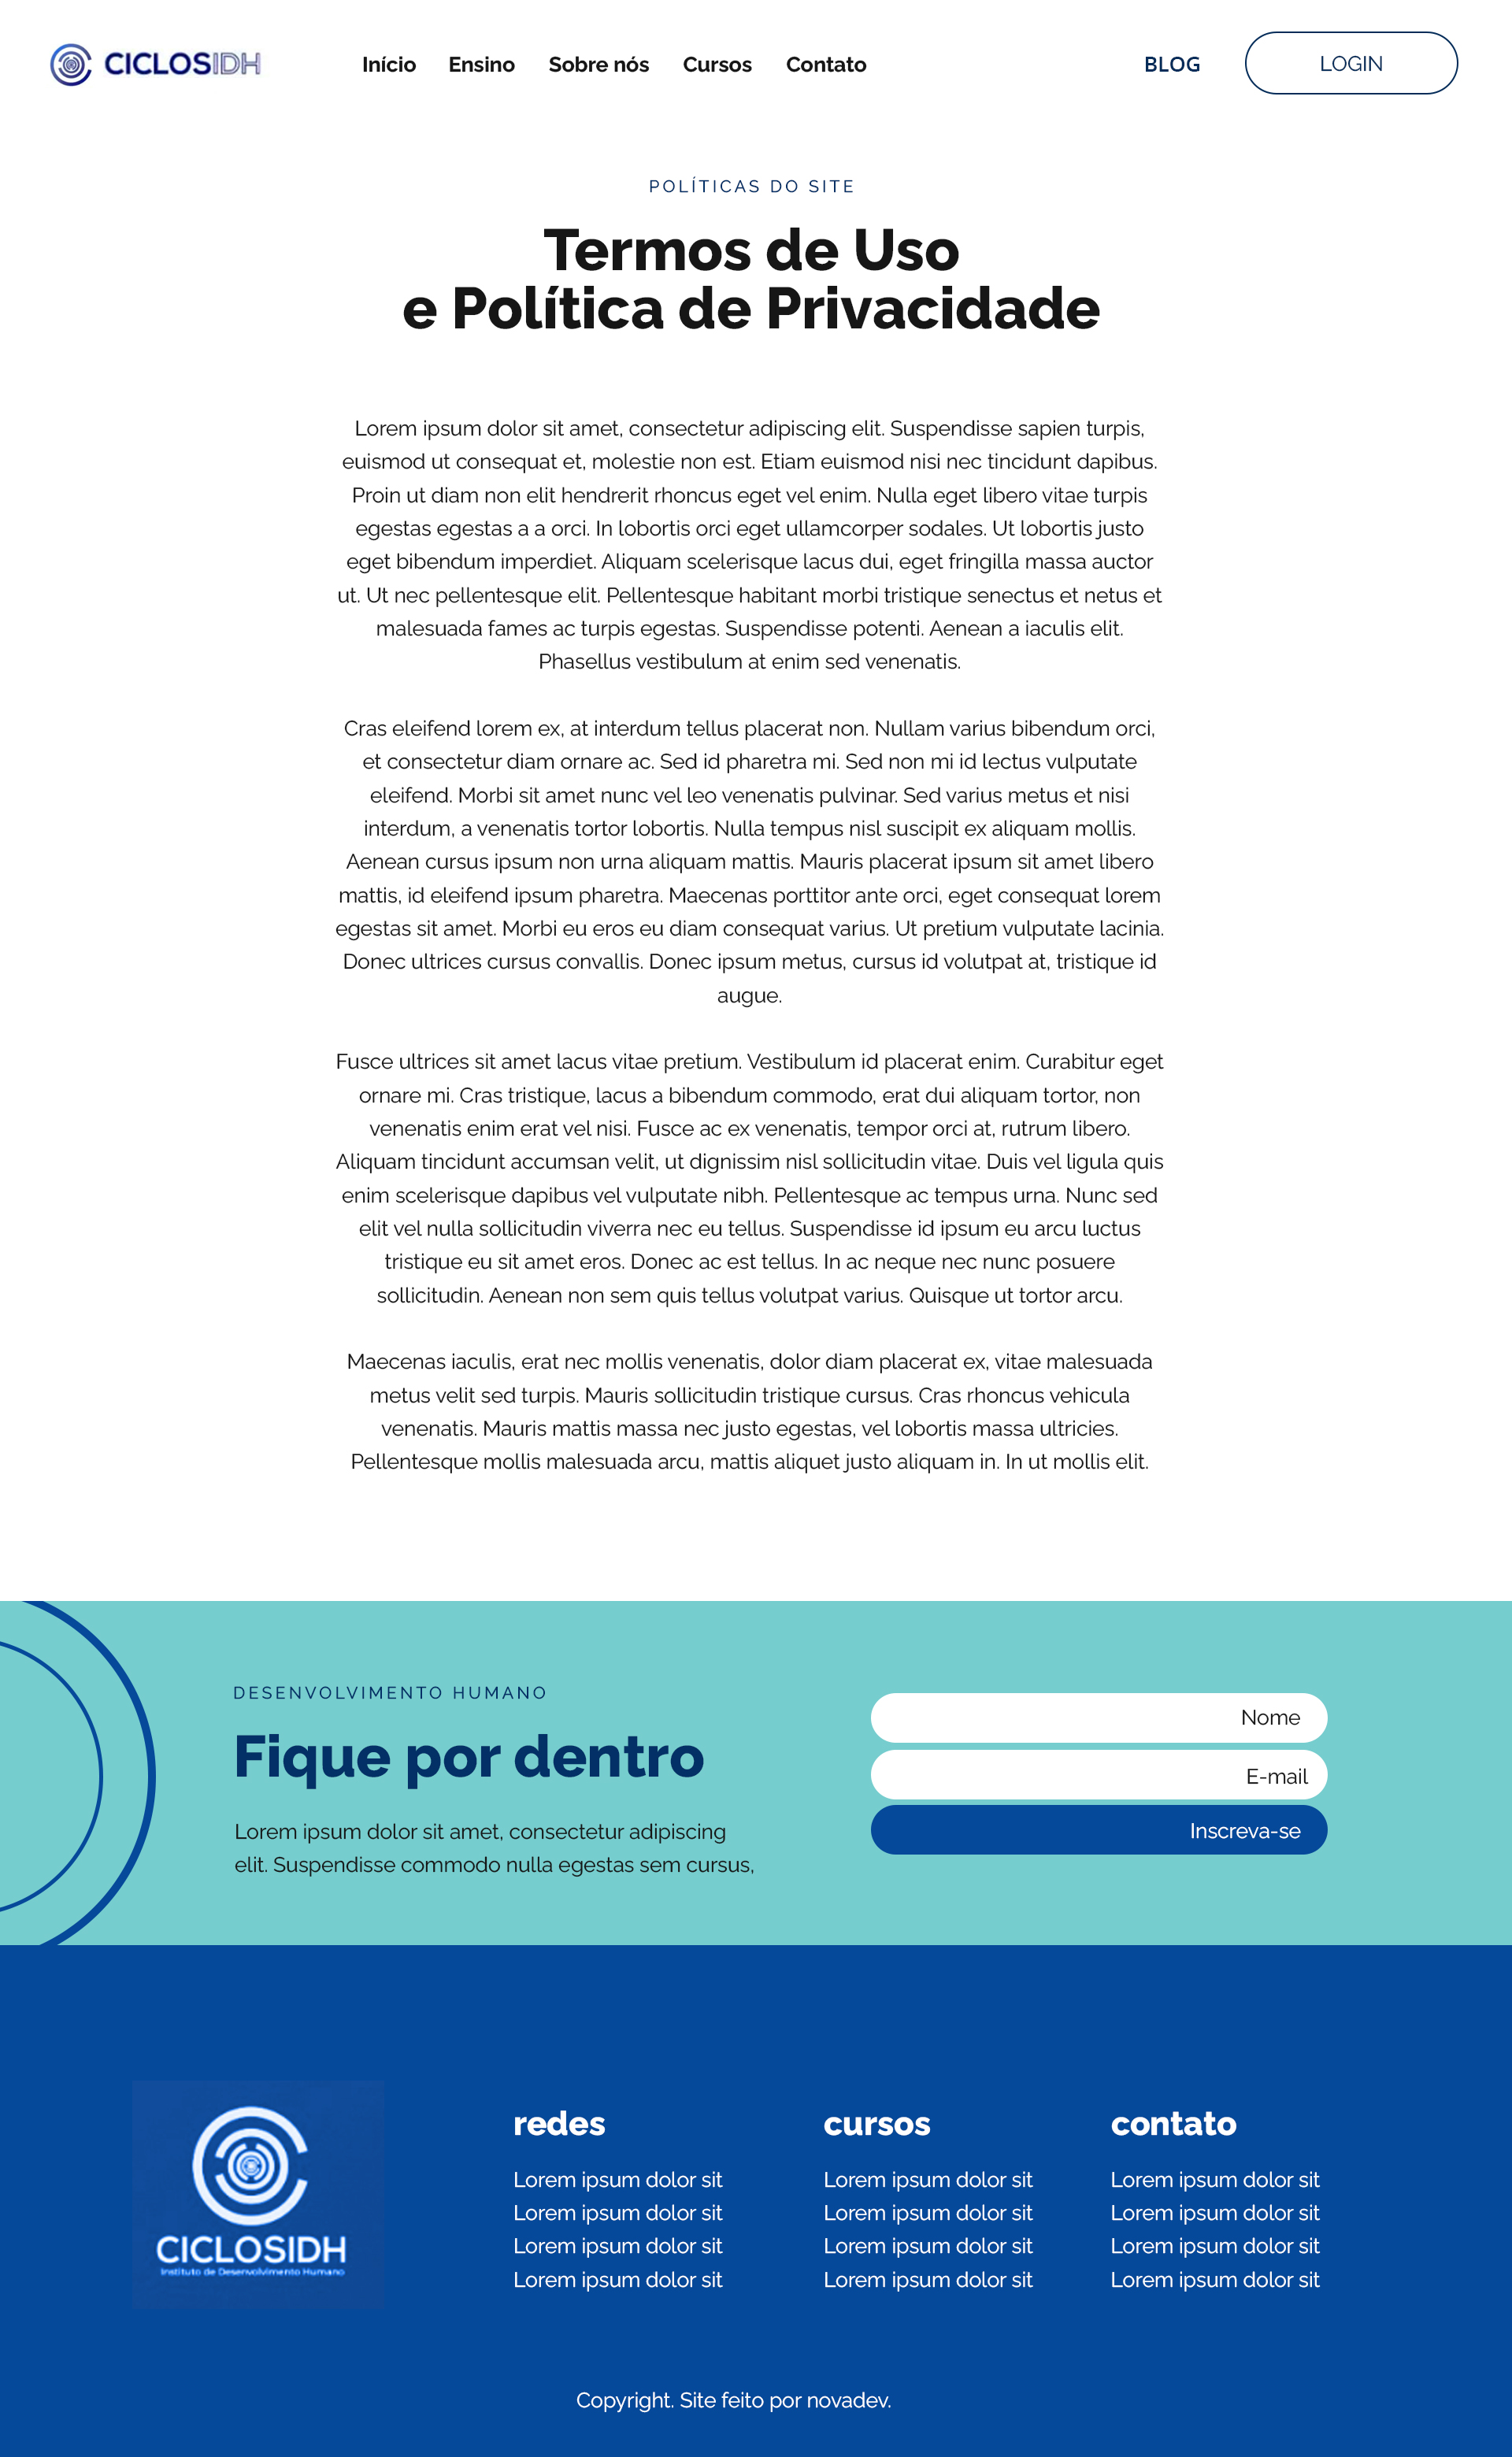 CICLOSIDH
Início Ensino Sobre nós Cursos Contato
BLOG LOGIN
POLÍTICAS DO SITE
Termos de Uso
e Política de Privacidade
Lorem ipsum dolor sit amet, consectetur adipiscing elit. Suspendisse sapien turpis,
euismod ut consequat et, molestie non est. Etiam euismod nisi nec tincidunt dapibus.
Proin ut diam non elit hendrerit rhoncus eget vel enim. Nulla eget libero vitae turpis
egestas egestas a a orci. In lobortis orci eget ullamcorper sodales. Ut lobortis justo
eget bibendum imperdiet. Aliquam scelerisque lacus dui, eget fringilla massa auctor
ut. Ut nec pellentesque elit. Pellentesque habitant morbi tristique senectus et netus et
malesuada fames ac turpis egestas. Suspendisse potenti. Aenean a iaculis elit.
Phasellus vestibulum at enim sed venenatis.
Cras eleifend lorem ex, at interdum tellus placerat non. Nullam varius bibendum orci,
et consectetur diam ornare ac. Sed id pharetra mi. Sed non mi id lectus vulputate
eleifend. Morbi sit amet nunc vel leo venenatis pulvinar. Sed varius metus et nisi
interdum, a venenatis tortor lobortis. Nulla tempus nisl suscipit ex aliquam mollis.
Aenean cursus ipsum non urna aliquam mattis. Mauris placerat ipsum sit amet libero
mattis, id eleifend ipsum pharetra. Maecenas porttitor ante orci, eget consequat lorem
egestas sit amet. Morbi eu eros eu diam consequat varius. Ut pretium vulputate lacinia.
Donec ultrices cursus convallis. Donec ipsum metus, cursus id volutpat at, tristique id
augue.
Fusce ultrices sit amet lacus vitae pretium. Vestibulum id placerat enim. Curabitur eget
ornare mi. Cras tristique, lacus a bibendum commodo, erat dui aliquam tortor, non
venenatis enim erat vel nisi. Fusce ac ex venenatis, tempor orci at, rutrum libero.
Aliquam tincidunt accumsan velit, ut dignissim nisl sollicitudin vitae. Duis vel ligula quis
enim scelerisque dapibus vel vulputate nibh. Pellentesque ac tempus urna. Nunc sed
elit vel nulla sollicitudin viverra nec eu tellus. Suspendisse id ipsum eu arcu luctus
tristique eu sit amet eros. Donec ac est tellus. In ac neque nec nunc posuere
sollicitudin. Aenean non sem quis tellus volutpat varius. Quisque ut tortor arcu.
Maecenas iaculis, erat nec mollis venenatis, dolor diam placerat ex, vitae malesuada
metus velit sed turpis. Mauris sollicitudin tristique cursus. Cras rhoncus vehicula
venenatis. Mauris mattis massa nec justo egestas, vel lobortis massa ultricies.
Pellentesque mollis malesuada arcu, mattis aliquet justo aliquam in. In ut mollis elit.
DESENVOLVIMENTO HUMANO
Fique por dentro
Lorem ipsum dolor sit amet, consectetur adipiscing
elit. Suspendisse commodo nulla egestas sem cursus,
Nome
E-mail
Inscreva-se
CICLOSIDH
Instituto de Desenvolvimento Humano
redes
Lorem ipsum dolor sit
Lorem ipsum dolor sit
Lorem ipsum dolor sit
Lorem ipsum dolor sit
cursos
Lorem ipsum dolor sit
Lorem ipsum dolor sit
Lorem ipsum dolor sit
Lorem ipsum dolor sit
contato
Lorem ipsum dolor sit
Lorem ipsum dolor sit
Lorem ipsum dolor sit
Lorem ipsum dolor sit
Copyright. Site feito por novadev.